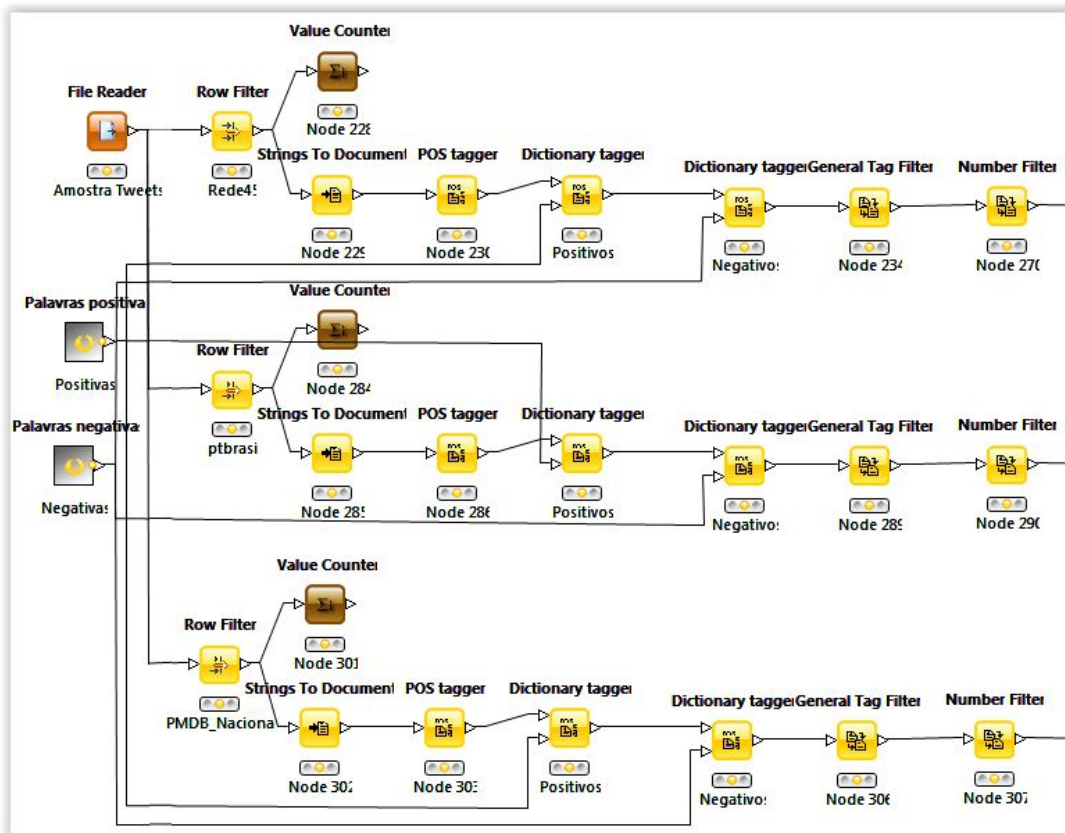 Value Counter
File Reader
Row Filter
Node 228
Strings To Document
POS tagger
Dictionary tagger
Dictionary tagger
General Tag Filter
Number Filter
Amostra Tweets
Rede45
Node 229
Node 230
Positivos
Negativos
Node 234
Node 270
Value Counter
Palavras positiva
Row Filter
Positivas
Node 284
Strings To Document
POS tagger
Dictionary tagger
Palavras negativas
ptbrasi
Dictionary tagger
General Tag Filter
Number Filter
Negativas
Node 285
Node 286
Positivos
Negativos
Node 289
Node 290
Value Counter
Row Filter
Node 301
Strings To Document
POS tagger
Dictionary tagger
Dictionary tagger
General Tag Filter
Number Filter
PMDB_Naciona
Node 302
Node 303
Positivos
Negativos
Node 306
Node 307